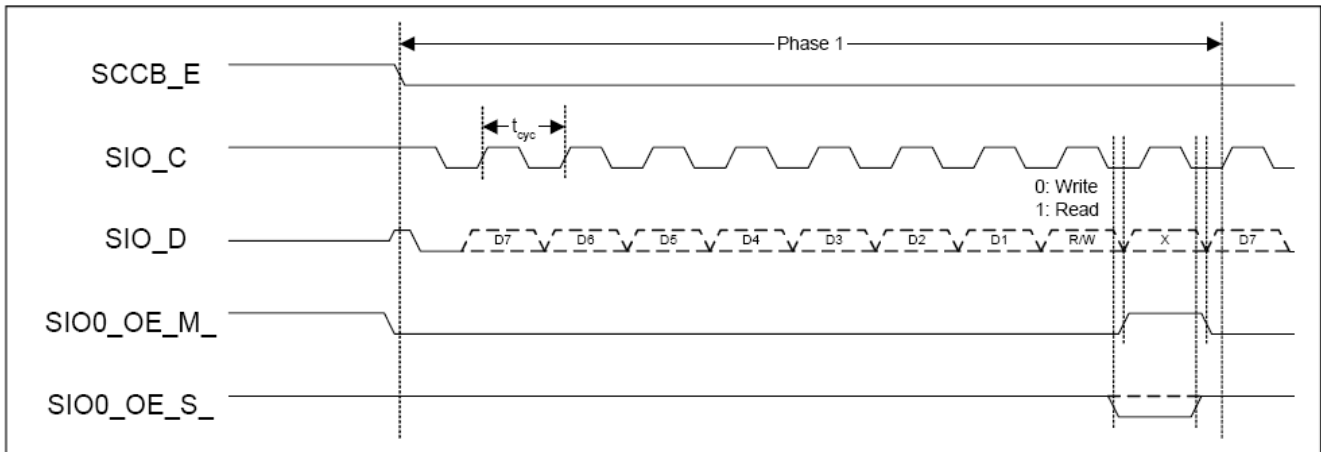 Phase 1
SCCB_E
t_cyc
SIO_C
0: Write
1: Read
SIO_D
D7 D6 D5 D4 D3 D2 D1 R/W X D7
SIO0_OE_M_
SIO0_OE_S_